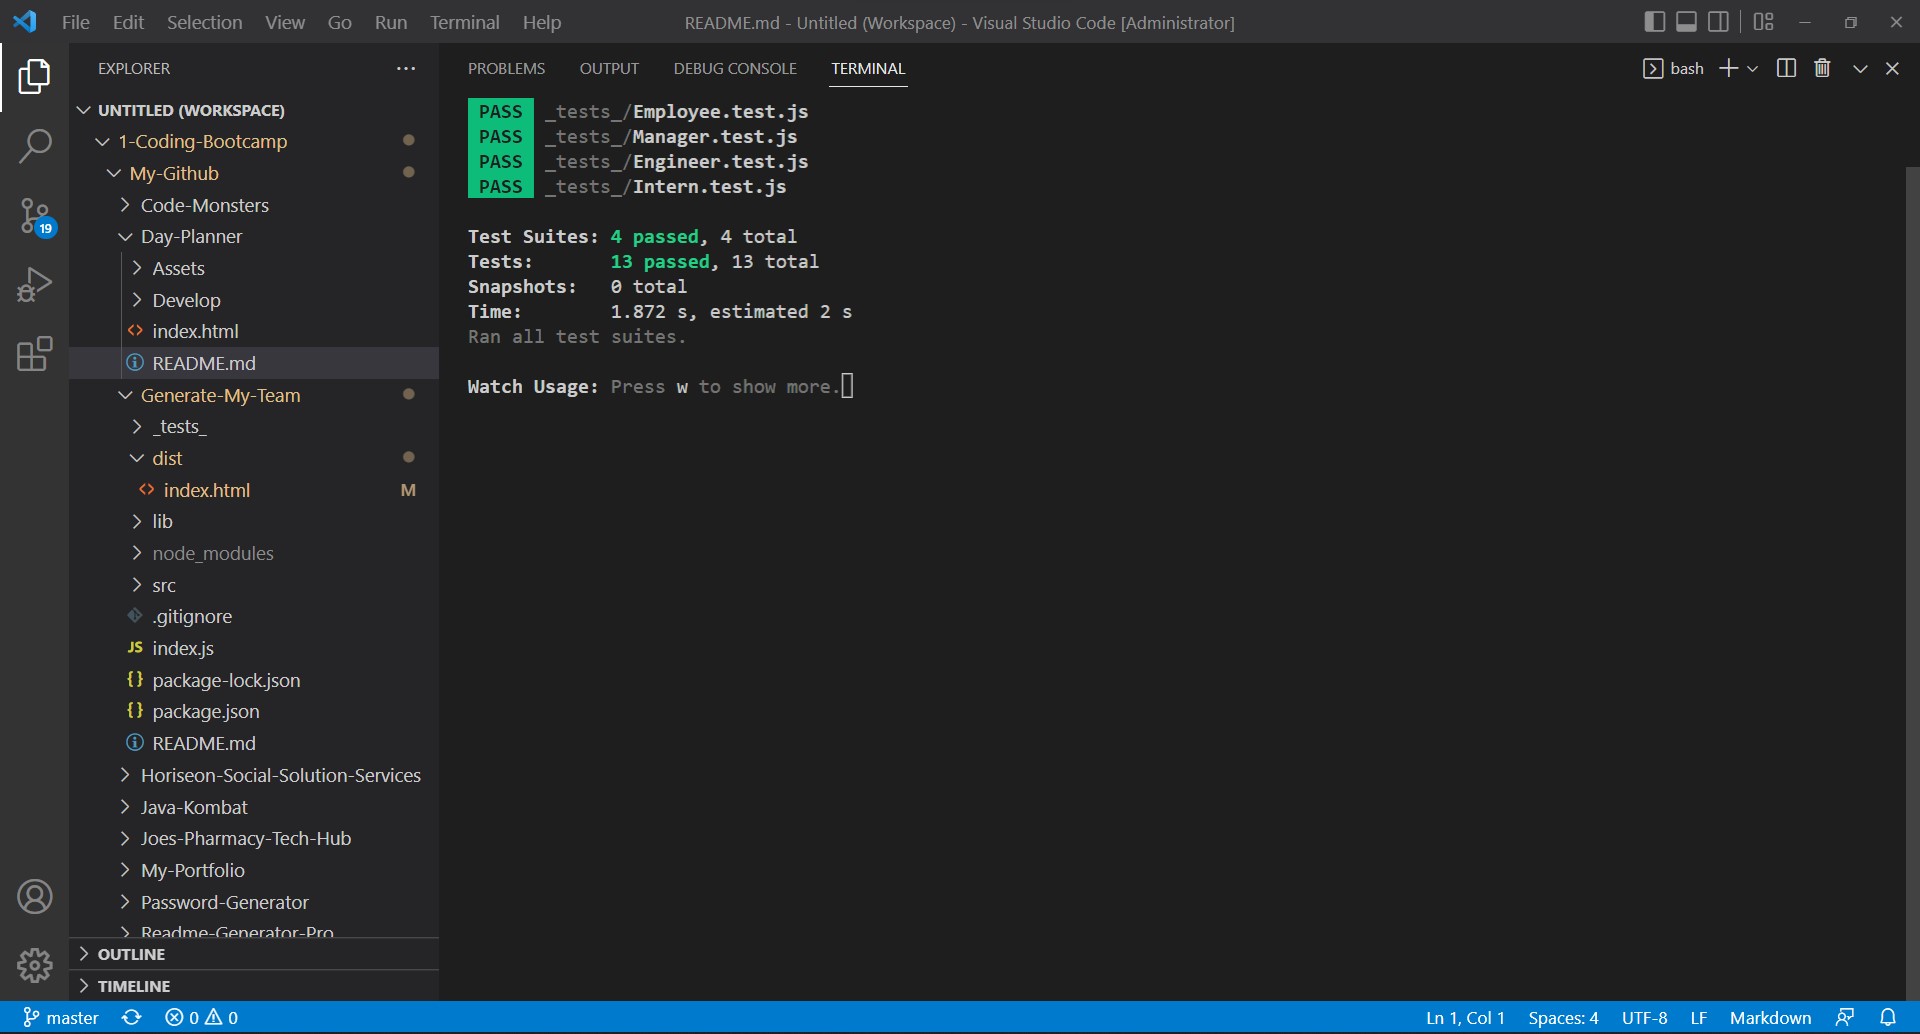 File Edit Selection View Go Run Terminal Help
README.md - Untitled (Workspace) - Visual Studio Code [Administrator]
EXPLORER
UNTITLED (WORKSPACE)
1-Coding-Bootcamp
My-Github
Code-Monsters
Day-Planner
Assets
Develop
index.html
README.md
Generate-My-Team
_tests_
dist
index.html M
lib
node_modules
src
.gitignore
JS index.js
{} package-lock.json
{} package.json
README.md
Horiseon-Social-Solution-Services
Java-Kombat
Joes-Pharmacy-Tech-Hub
My-Portfolio
Password-Generator
Readme-Generator-Pro
OUTLINE
TIMELINE
19
PROBLEMS OUTPUT DEBUG CONSOLE TERMINAL
bash
PASS _tests_/Employee.test.js
PASS _tests_/Manager.test.js
PASS _tests_/Engineer.test.js
PASS _tests_/Intern.test.js
Test Suites: 4 passed, 4 total
Tests: 13 passed, 13 total
Snapshots: 0 total
Time: 1.872 s, estimated 2 s
Ran all test suites.
Watch Usage: Press w to show more.
master 0 0
Ln 1, Col 1 Spaces: 4 UTF-8 LF Markdown